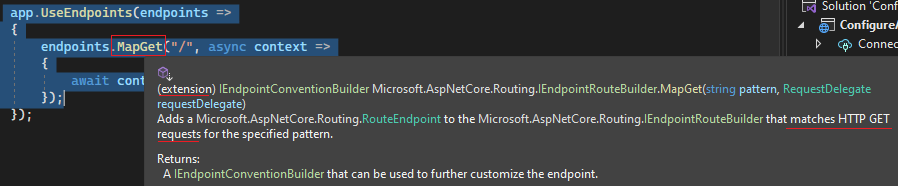 app.UseEndpoints(endpoints =>
{
endpoints.MapGet("/", async context =>
{
await cont
});
});
Solution 'Conf
ConfigureA
Connec
(extension) IEndpointConventionBuilder Microsoft.AspNetCore.Routing.IEndpointRouteBuilder.MapGet(string pattern, RequestDelegate
requestDelegate)
Adds a Microsoft.AspNetCore.Routing.RouteEndpoint to the Microsoft.AspNetCore.Routing.IEndpointRouteBuilder that matches HTTP GET
requests for the specified pattern.
Returns:
A IEndpointConventionBuilder that can be used to further customize the endpoint.